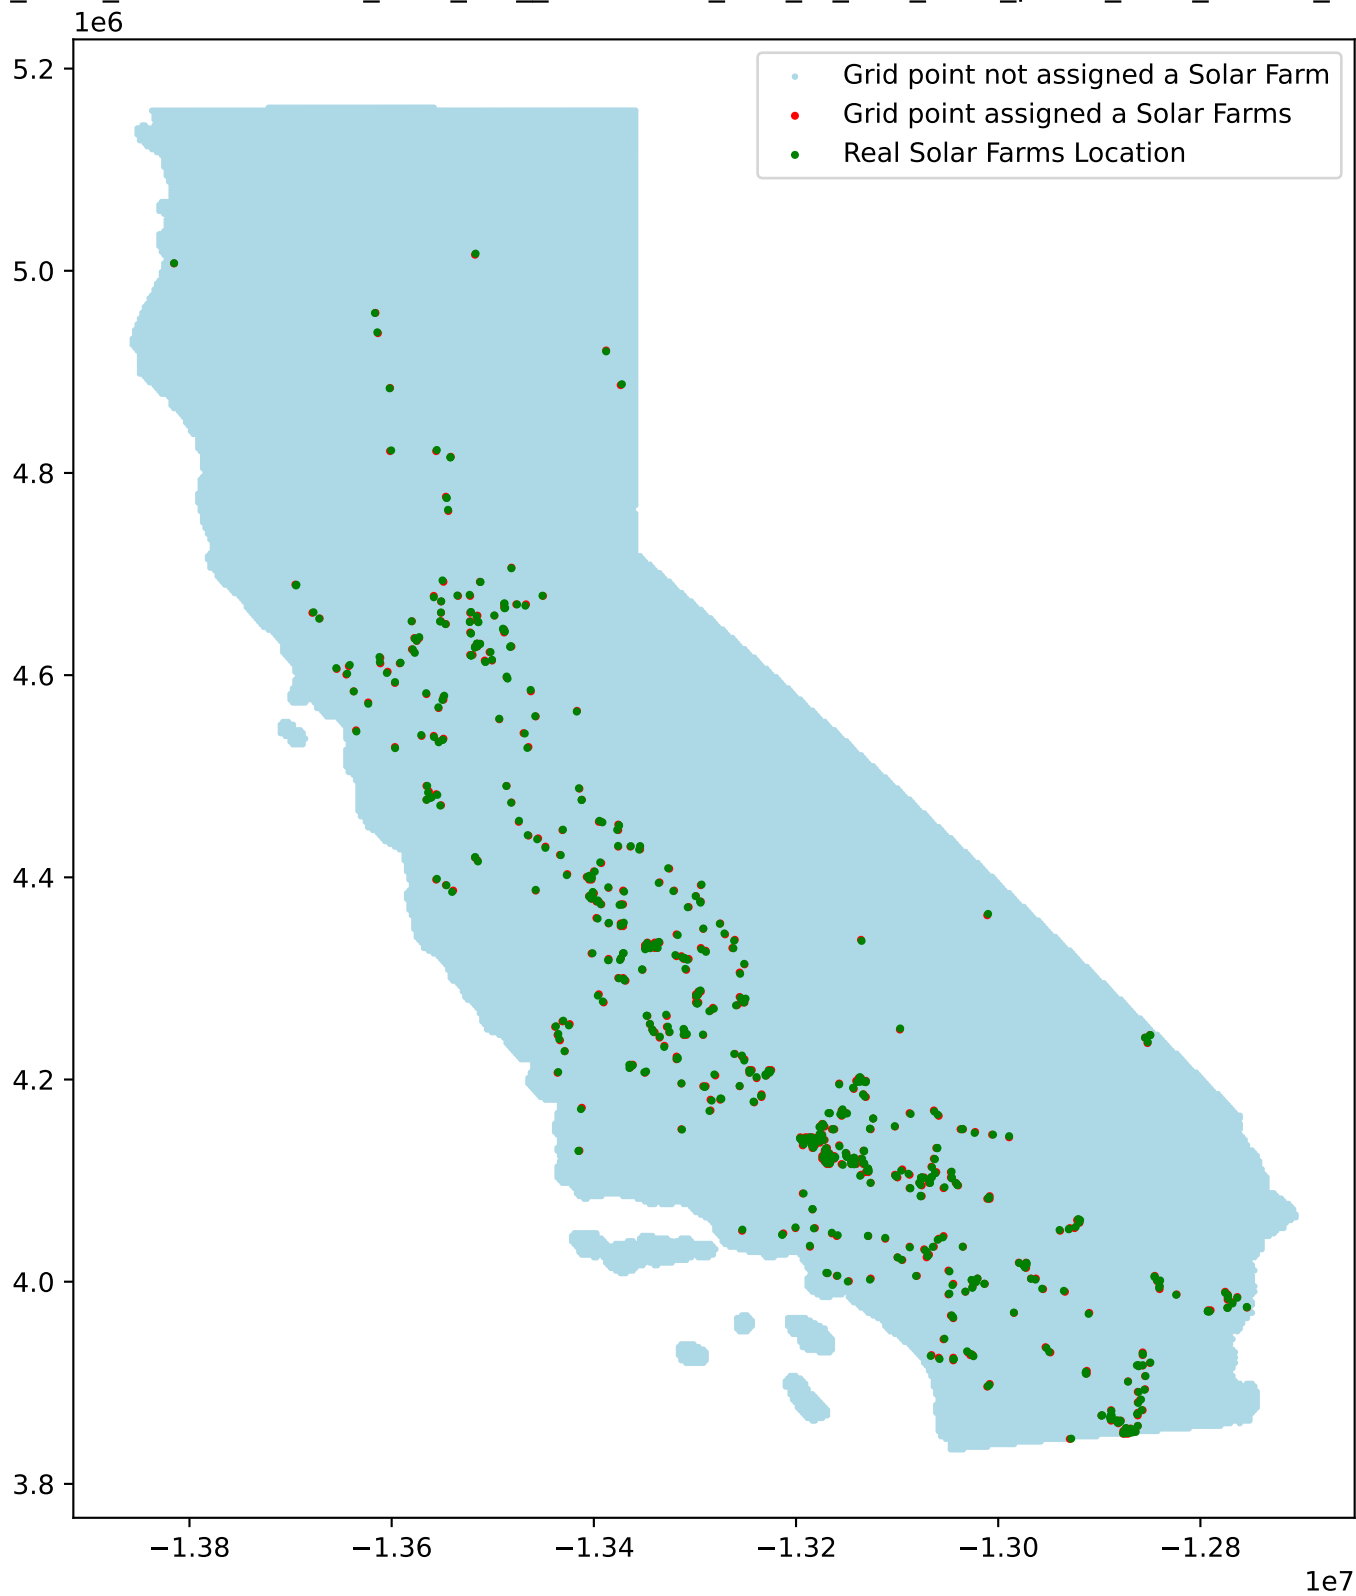 1e6
Grid point not assigned a Solar Farm
Grid point assigned a Solar Farms
Real Solar Farms Location
5.2
5.0
4.8
4.6
4.4
4.2
4.0
3.8
−1.38
−1.36
−1.34
−1.32
−1.30
−1.28
1e7